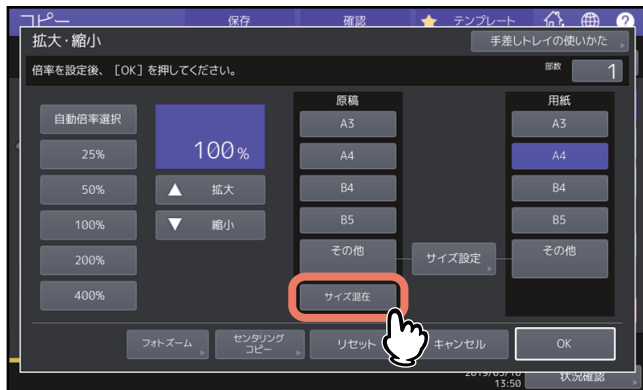 コピー 保存 確認 テンプレート ?
拡大・縮小 手差しトレイの使いかた
倍率を設定後、［OK］を押してください。 部数 1
原稿 用紙
自動倍率選択 A3 A3
25% 100% A4 A4
50% 拡大 B4 B4
100% 縮小 B5 B5
200% その他 サイズ設定 その他
400% サイズ混在
フォトズーム センタリング
コピー リセット キャンセル OK
13:50 状況確認